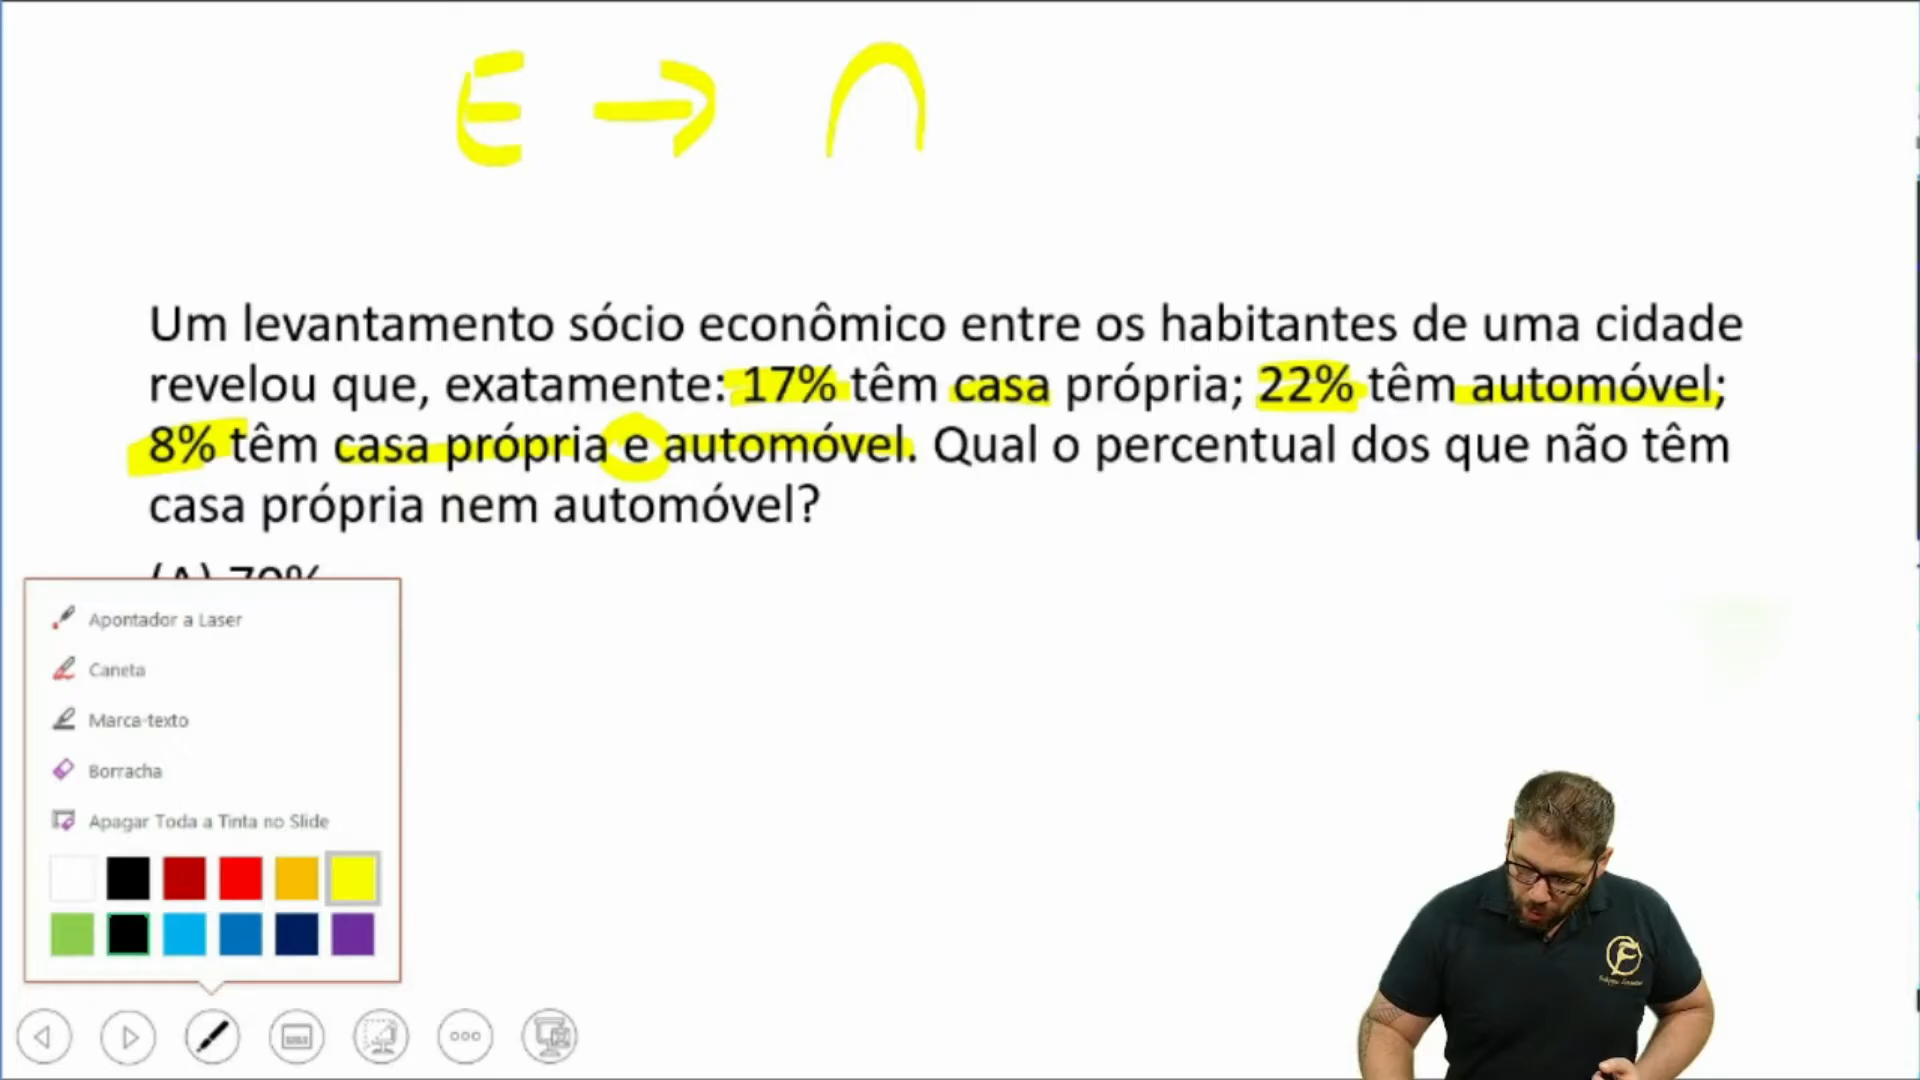 E → ∩
Um levantamento sócio econômico entre os habitantes de uma cidade
revelou que, exatamente: 17% têm casa própria; 22% têm automóvel;
8% têm casa própria e automóvel. Qual o percentual dos que não têm
casa própria nem automóvel?
(A) 70%
Apontador a Laser
Caneta
Marca-texto
Borracha
Apagar Toda a Tinta no Slide